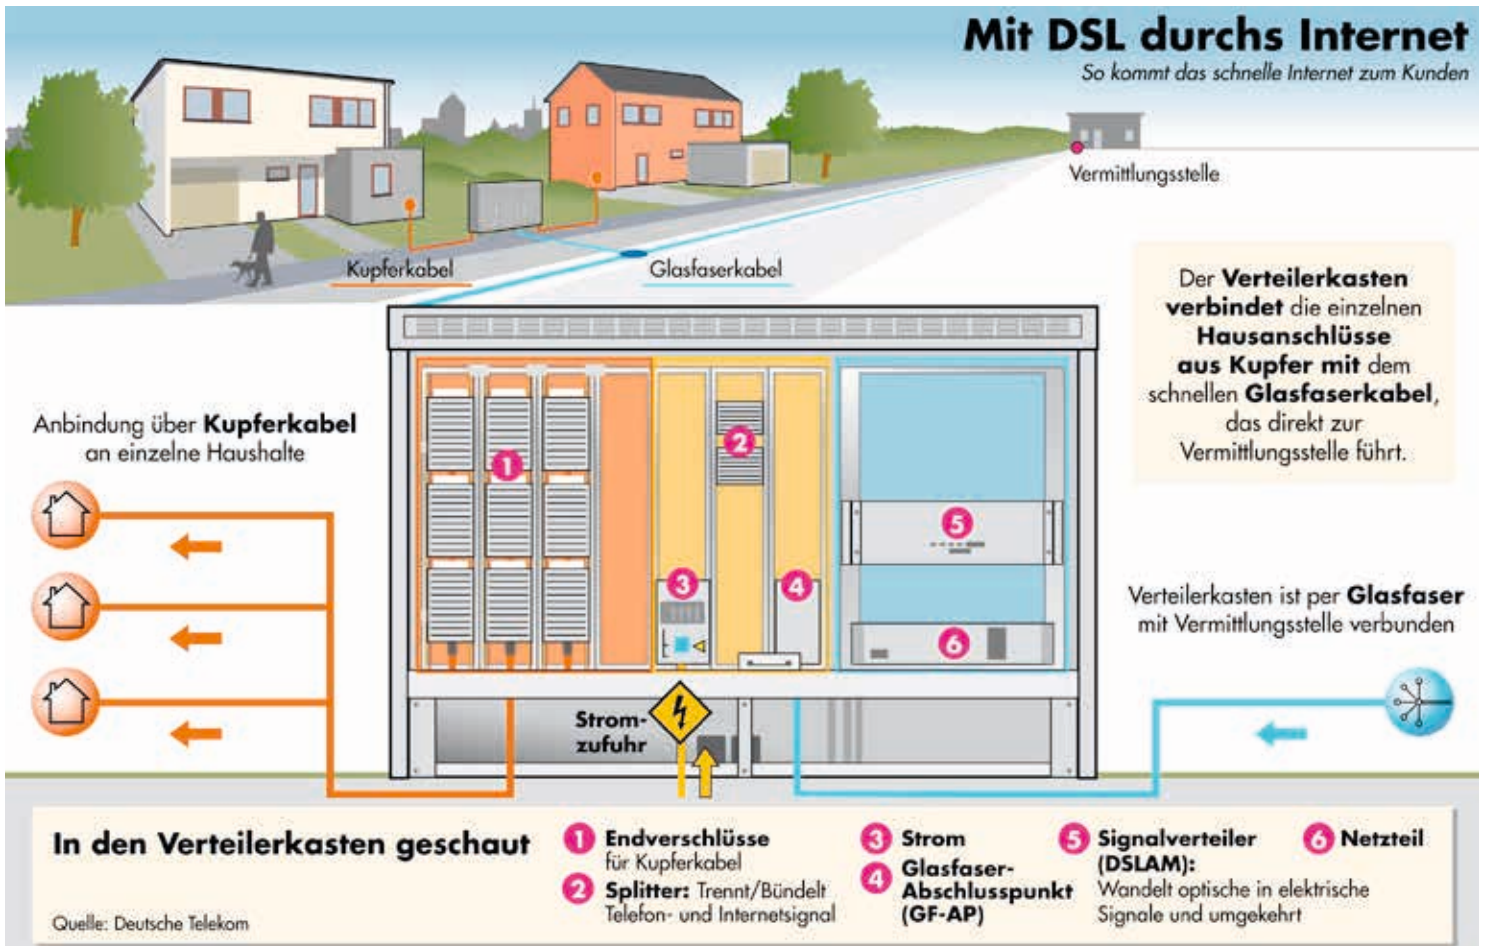 Mit DSL durchs Internet
So kommt das schnelle Internet zum Kunden
Vermittlungsstelle
Kupferkabel
Glasfaserkabel
Der Verteilerkasten
verbindet die einzelnen
Hausanschlüsse
aus Kupfer mit dem
schnellen Glasfaserkabel,
das direkt zur
Vermittlungsstelle führt.
Anbindung über Kupferkabel
an einzelne Haushalte
1
2
3
4
5
6
Verteilerkasten ist per Glasfaser
mit Vermittlungsstelle verbunden
Strom-
zufuhr
In den Verteilerkasten geschaut
Quelle: Deutsche Telekom
1 Endverschlüsse
für Kupferkabel
2 Splitter: Trennt/Bündelt
Telefon- und Internetsignal
3 Strom
4 Glasfaser-
Abschlusspunkt
(GF-AP)
5 Signalverteiler
(DSLAM):
Wandelt optische in elektrische
Signale und umgekehrt
6 Netzteil